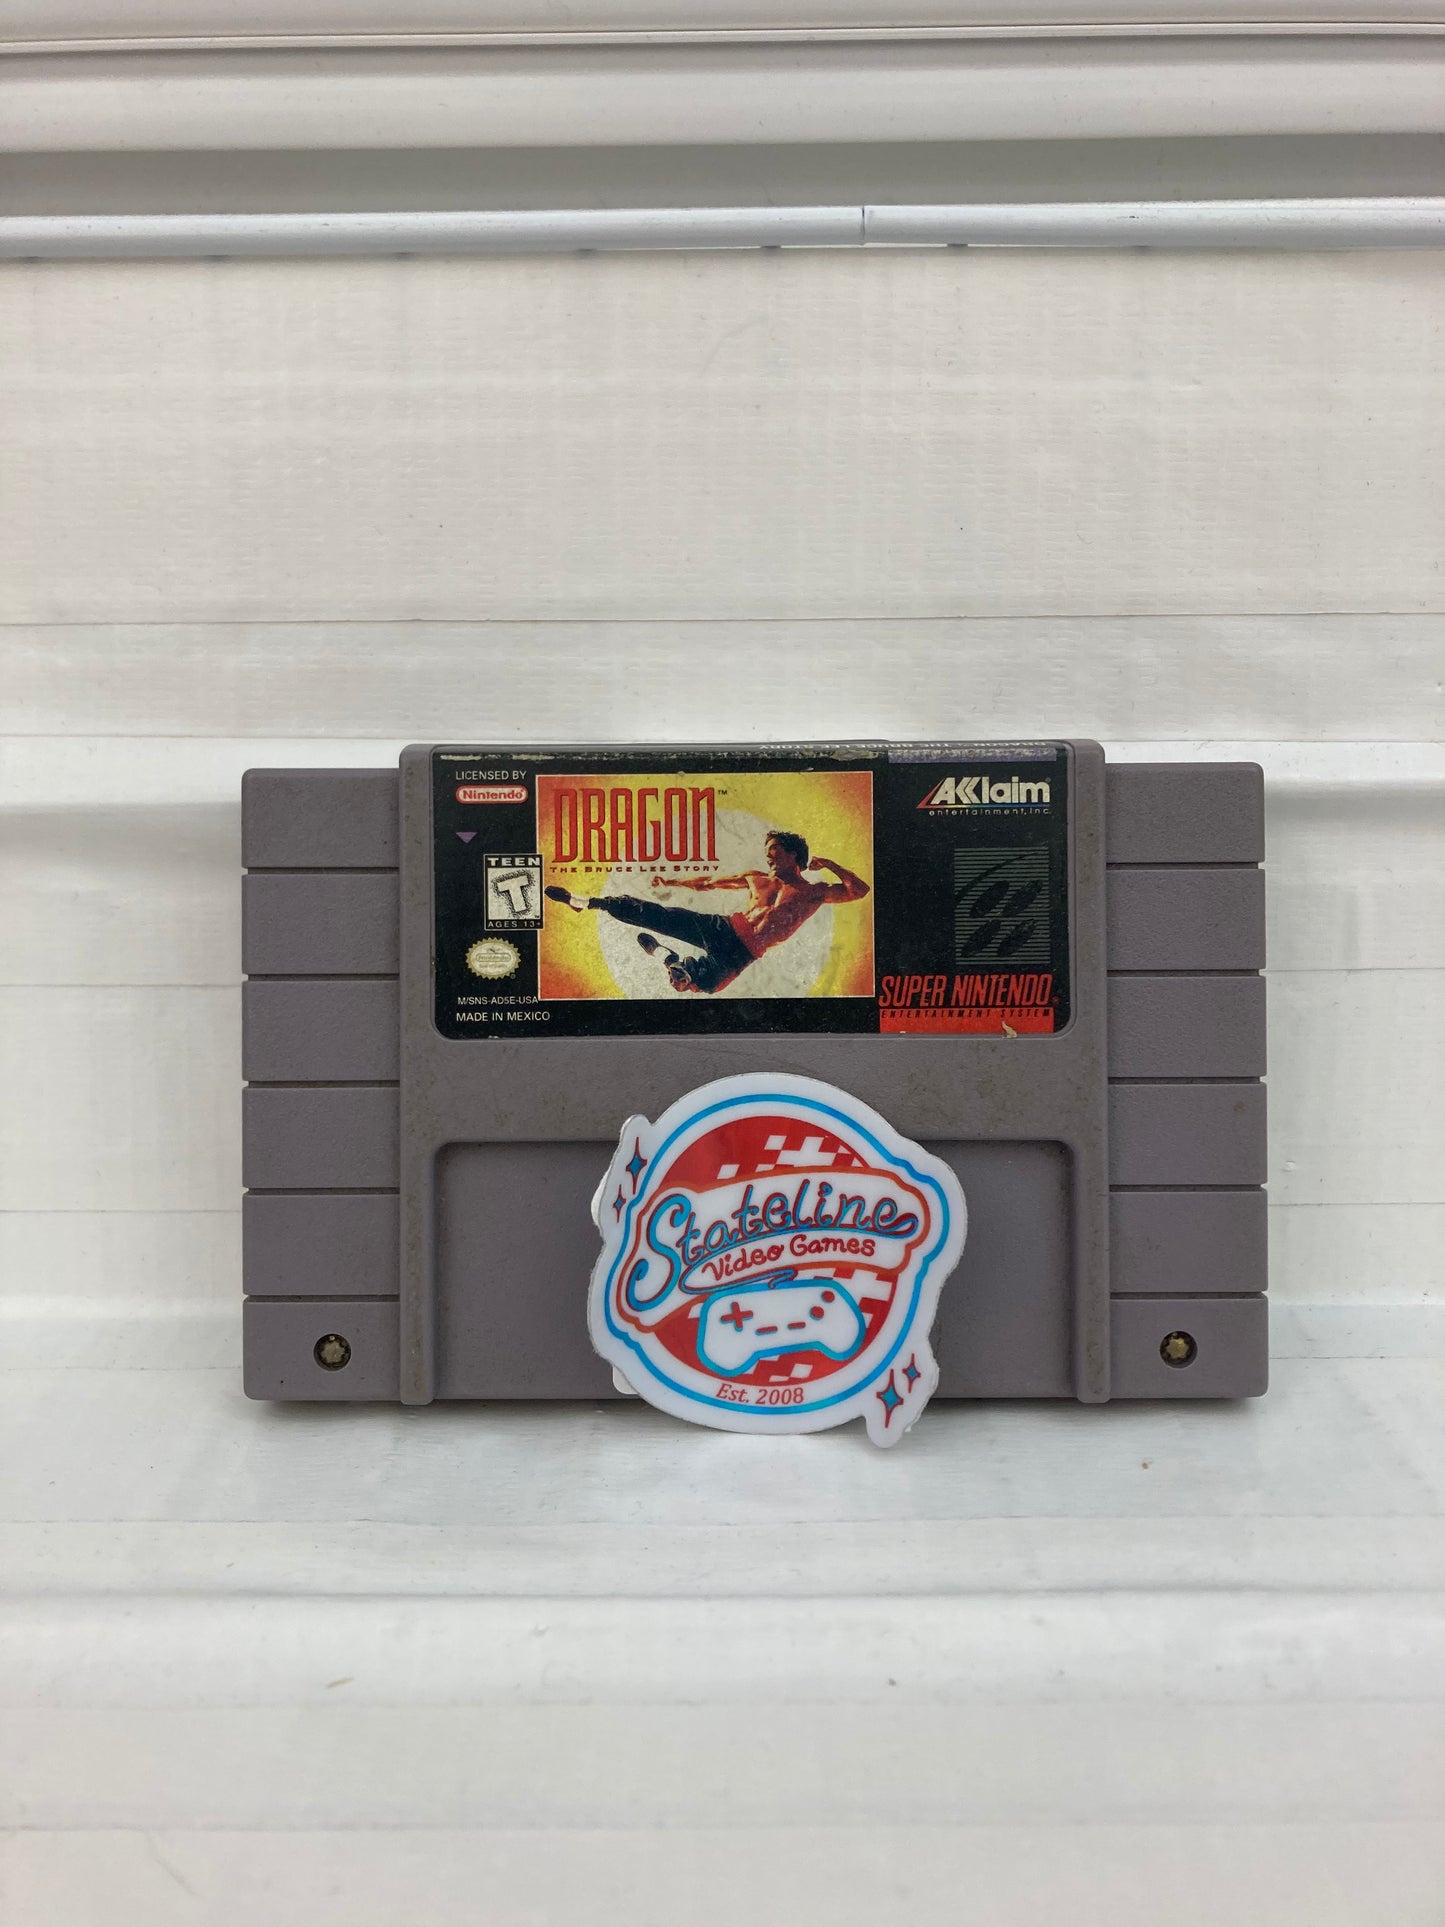 LICENSED BY
Nintendo®
DRAGON™
THE BRUCE LEE STORY
TEEN
T
AGES 13+
M/SNS-AD5E-USA
MADE IN MEXICO
AKKlaim®
entertainment, inc.
SUPER NINTENDO®
ENTERTAINMENT SYSTEM
Stateline
Video Games
Est. 2008